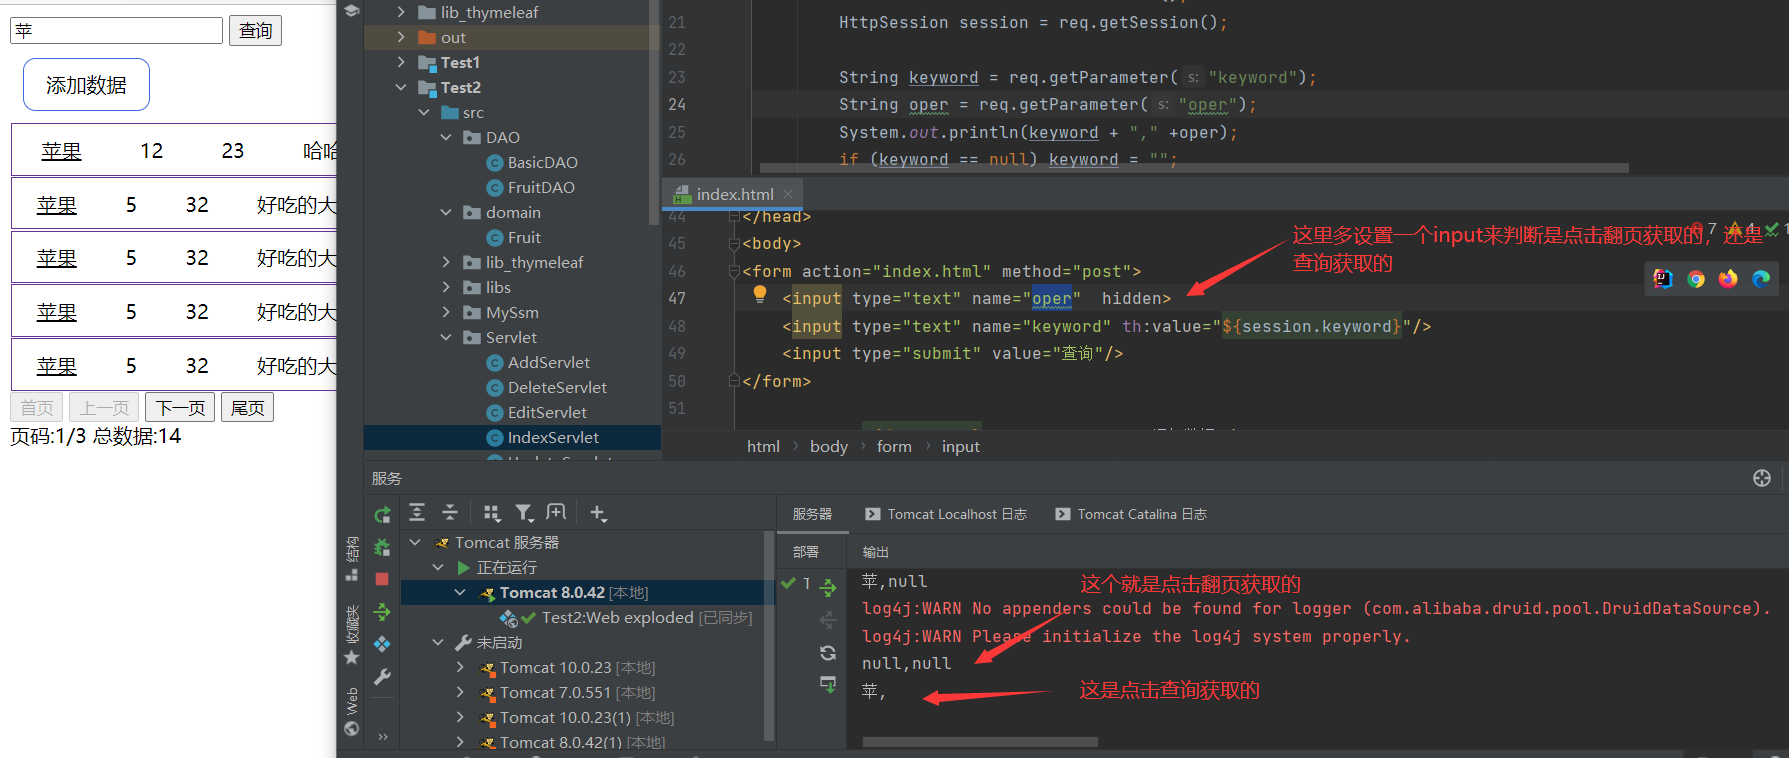 苹 查询
添加数据
苹果 12 23 哈哈
苹果 5 32 好吃的大
苹果 5 32 好吃的大
苹果 5 32 好吃的大
苹果 5 32 好吃的大
首页 上一页 下一页 尾页
页码:1/3 总数据:14
lib_thymeleaf
out
Test1
Test2
src
DAO
BasicDAO
FruitDAO
domain
Fruit
lib_thymeleaf
libs
MySsm
Servlet
AddServlet
DeleteServlet
EditServlet
IndexServlet
21 HttpSession session = req.getSession();
22
23 String keyword = req.getParameter( s: "keyword");
24 String oper = req.getParameter( s: "oper");
25 System.out.println(keyword + "," +oper);
26 if (keyword == null) keyword = "";
index.html
44 </head>
45 <body>
46 <form action="index.html" method="post">
47 <input type="text" name="oper" hidden>
48 <input type="text" name="keyword" th:value="${session.keyword}"/>
49 <input type="submit" value="查询"/>
50 </form>
51
7 4 1
这里多设置一个input来判断是点击翻页获取的，还是
查询获取的
html › body › form › input
服务
结构
收藏夹
Web
Tomcat 服务器
正在运行
Tomcat 8.0.42 [本地]
Test2:Web exploded [已同步]
未启动
Tomcat 10.0.23 [本地]
Tomcat 7.0.551 [本地]
Tomcat 10.0.23(1) [本地]
Tomcat 8.0.42(1) [本地]
服务器 Tomcat Localhost 日志 Tomcat Catalina 日志
部署 输出
苹,null
这个就是点击翻页获取的
log4j:WARN No appenders could be found for logger (com.alibaba.druid.pool.DruidDataSource).
log4j:WARN Please initialize the log4j system properly.
null,null
苹,
这是点击查询获取的